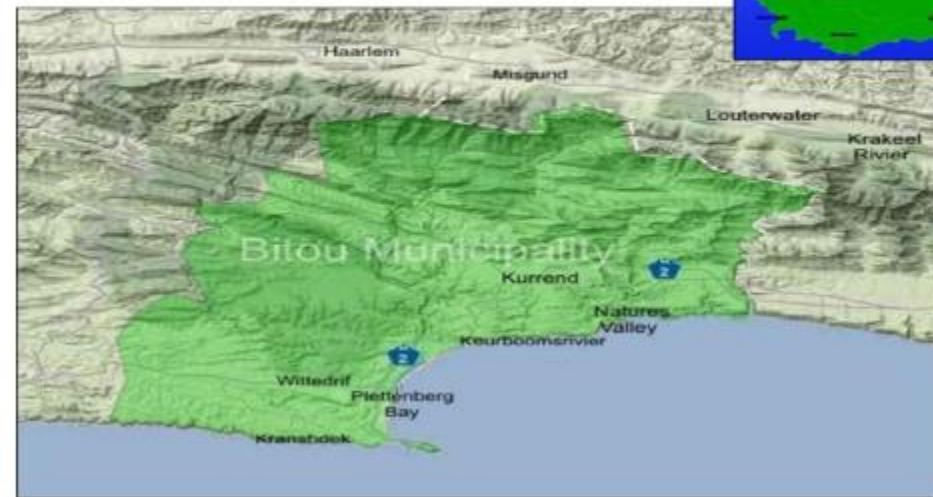 Haarlem
Misgund
Louterwater
Krakeel
Rivier
Bitou Municipality
Kurrend
2
Natures
Valley
Keurboomsrivier
2
Wittedrif
Plettenberg
Bay
Kranshoek